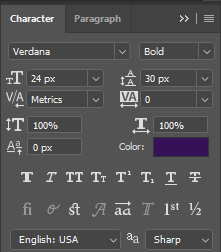 Character Paragraph
Verdana Bold
24 px 30 px
Metrics 0
100% 100%
0 px Color:
T T TT Tt T¹ T₁ T T
fi st A aa T 1st ½
English: USA aa Sharp